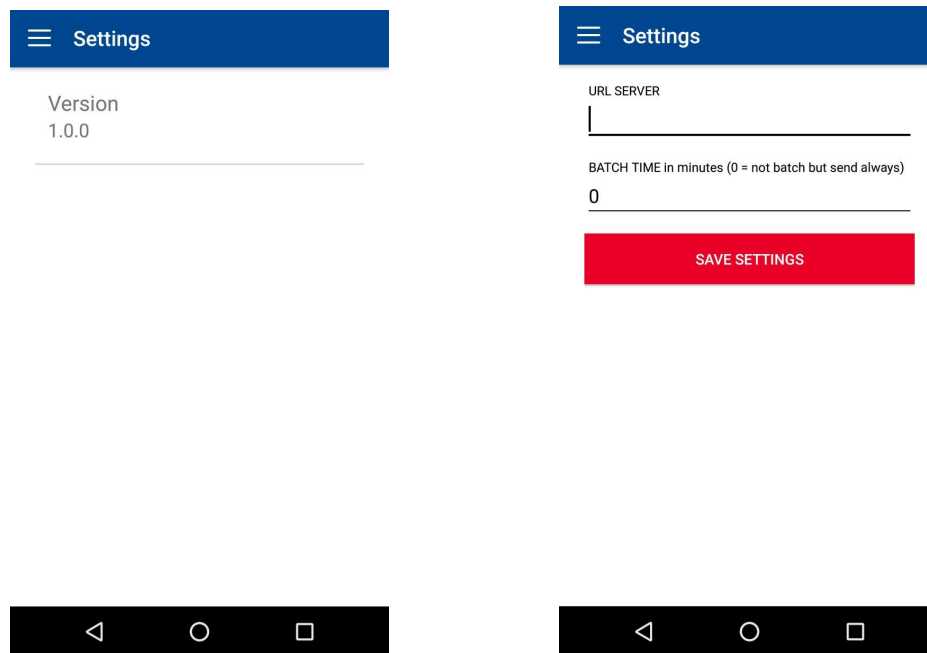 Settings
Version
1.0.0
Settings
URL SERVER
BATCH TIME in minutes (0 = not batch but send always)
0
SAVE SETTINGS